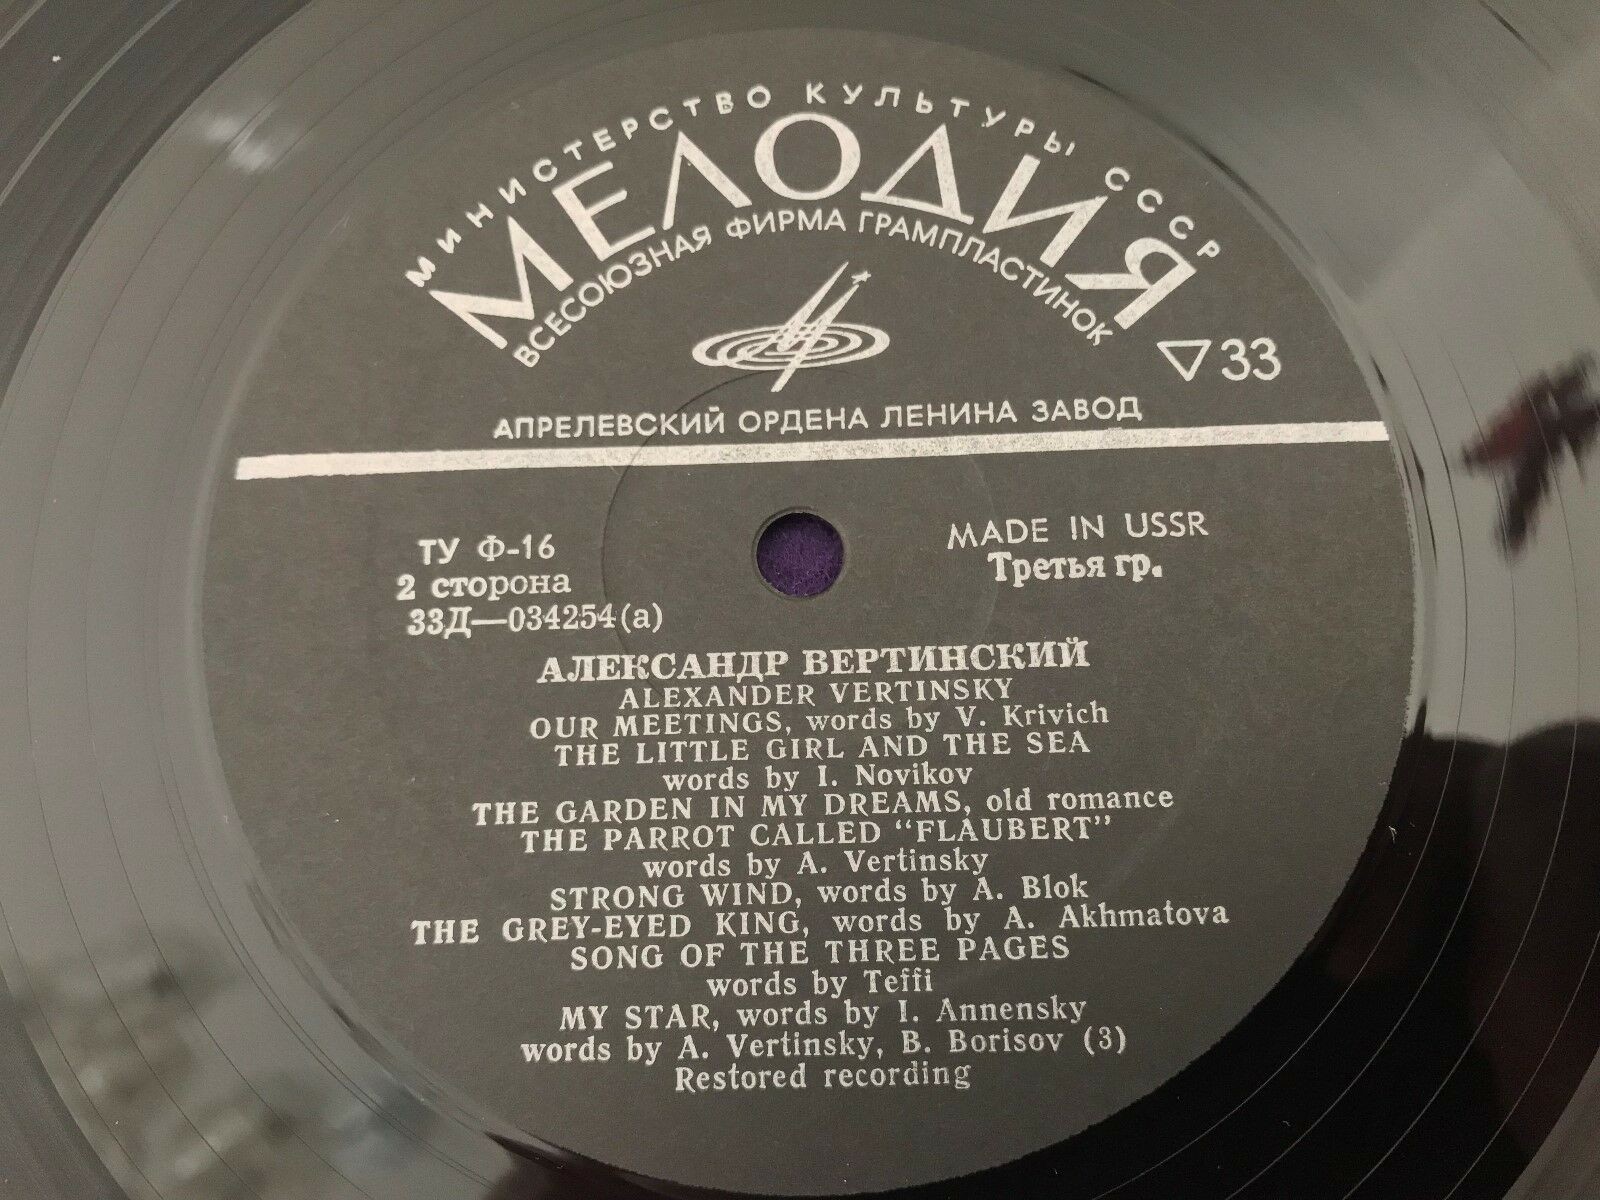 МИНИСТЕРСТВО КУЛЬТУРЫ СССР
МЕЛОДИЯ
ВСЕСОЮЗНАЯ ФИРМА ГРАМПЛАСТИНОК
▽33
АПРЕЛЕВСКИЙ ОРДЕНА ЛЕНИНА ЗАВОД
ТУ Ф-16
2 сторона
33Д—034254(а)
MADE IN USSR
Третья гр.
АЛЕКСАНДР ВЕРТИНСКИЙ
ALEXANDER VERTINSKY
OUR MEETINGS, words by V. Krivich
THE LITTLE GIRL AND THE SEA
words by I. Novikov
THE GARDEN IN MY DREAMS, old romance
THE PARROT CALLED "FLAUBERT"
words by A. Vertinsky
STRONG WIND, words by A. Blok
THE GREY-EYED KING, words by A. Akhmatova
SONG OF THE THREE PAGES
words by Teffi
MY STAR, words by I. Annensky
words by A. Vertinsky, B. Borisov (3)
Restored recording